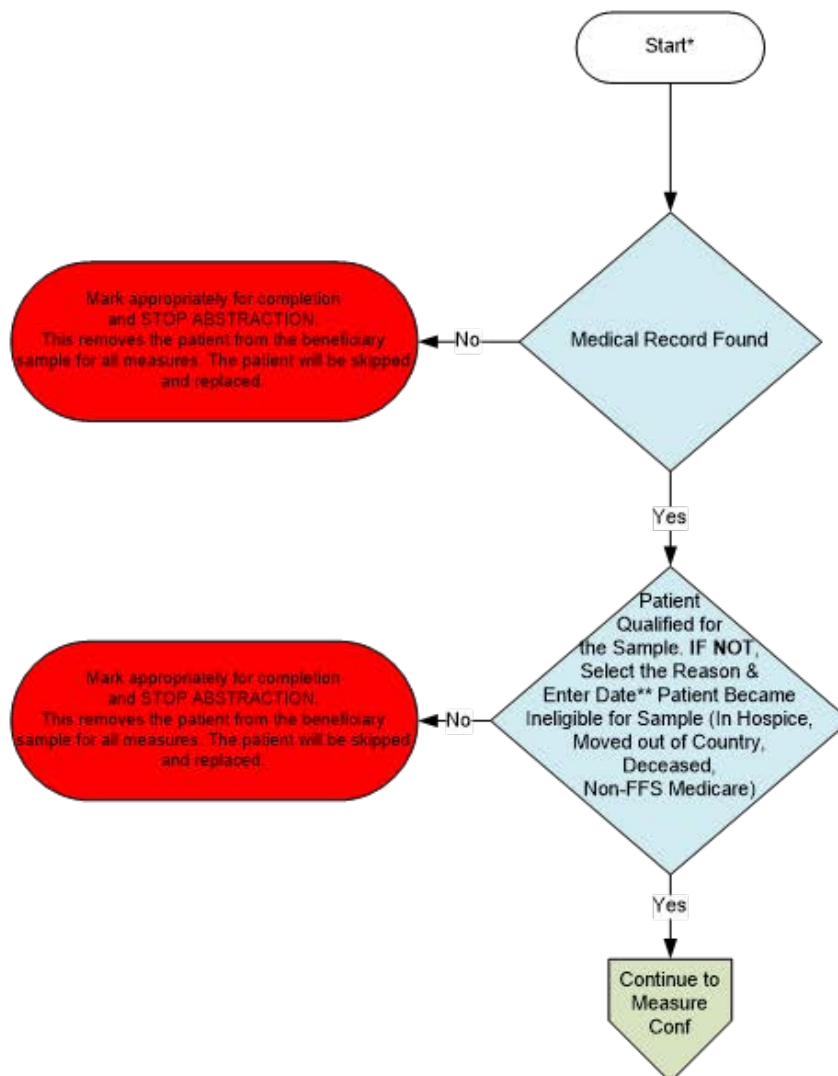 Start*
Medical Record Found
No
Mark appropriately for completion
and STOP ABSTRACTION.
This removes the patient from the beneficiary
sample for all measures. The patient will be skipped
and replaced.
Yes
Patient
Qualified for
the Sample. IF NOT,
Select the Reason &
Enter Date** Patient Became
Ineligible for Sample (In Hospice,
Moved out of Country,
Deceased,
Non-FFS Medicare)
No
Mark appropriately for completion
and STOP ABSTRACTION.
This removes the patient from the beneficiary
sample for all measures. The patient will be skipped
and replaced.
Yes
Continue to
Measure
Conf